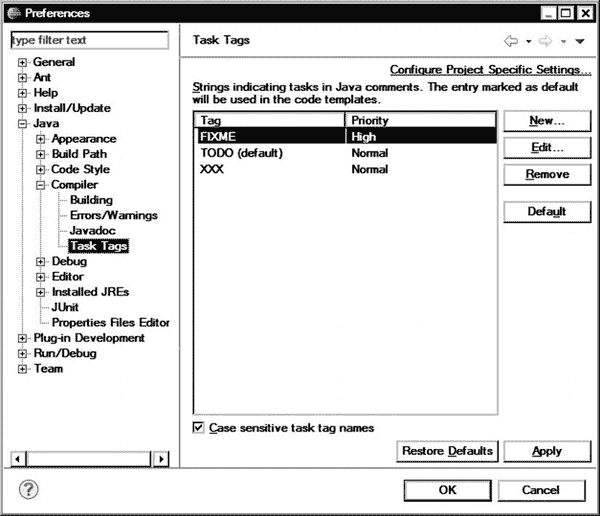 Preferences
type filter text
General
Ant
Help
Install/Update
Java
Appearance
Build Path
Code Style
Compiler
Building
Errors/Warnings
Javadoc
Task Tags
Debug
Editor
Installed JREs
JUnit
Properties Files Editor
Plug-in Development
Run/Debug
Team
Task Tags
Configure Project Specific Settings...
Strings indicating tasks in Java comments. The entry marked as default
will be used in the code templates.
Tag Priority
FIXME High
TODO (default) Normal
XXX Normal
New...
Edit...
Remove
Default
Case sensitive task tag names
Restore Defaults Apply
? OK Cancel